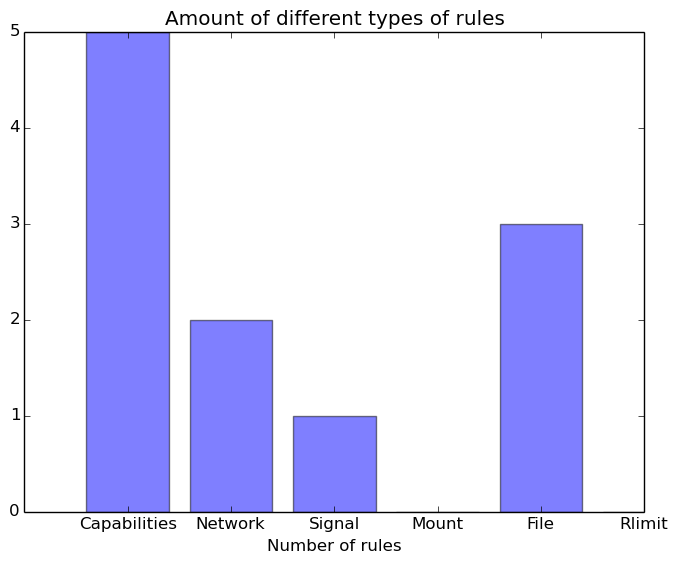 Amount of different types of rules
5
4
3
2
1
0
Capabilities Network Signal Mount File Rlimit
Number of rules